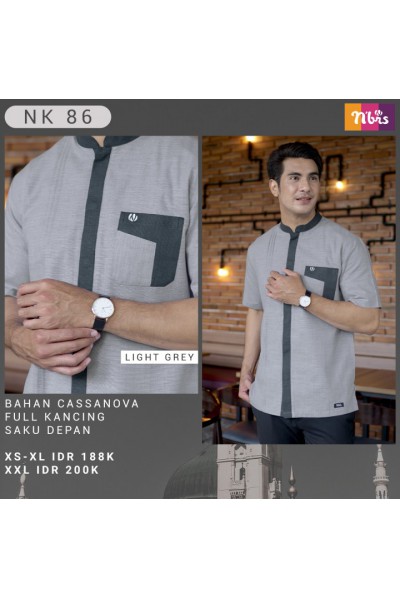 NK 86
Nbrs
LIGHT GREY
BAHAN CASSANOVA
FULL KANCING
SAKU DEPAN
XS-XL IDR 188K
XXL IDR 200K